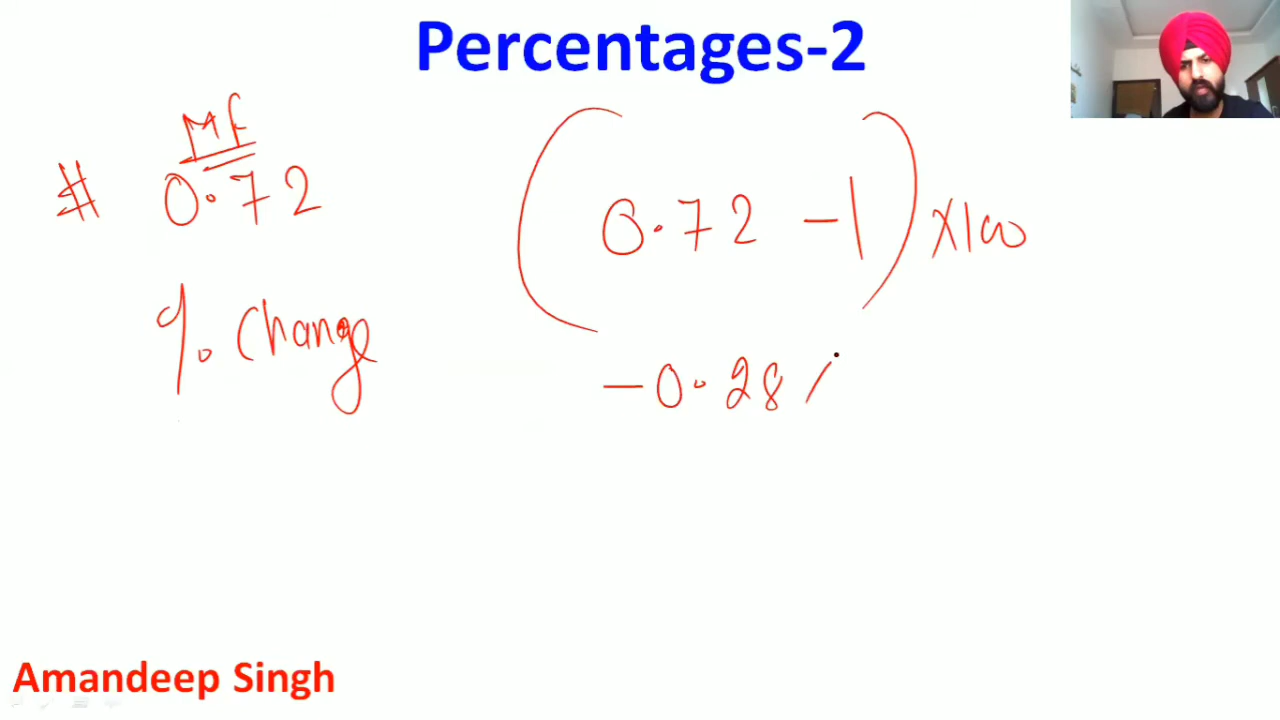 Percentages-2
MF
# 0.72
(0.72 - 1) x100
% Change
- 0.28 /
Amandeep Singh